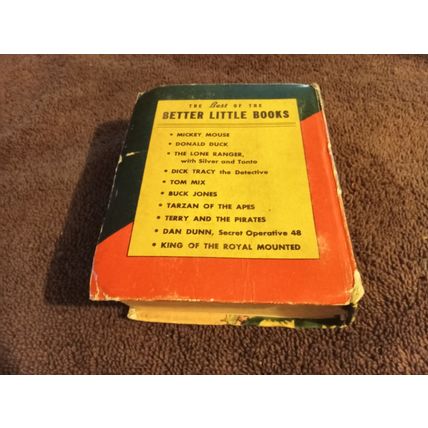 THE Best OF THE
BETTER LITTLE BOOKS
• MICKEY MOUSE
• DONALD DUCK
• THE LONE RANGER,
with Silver and Tonto
• DICK TRACY the Detective
• TOM MIX
• BUCK JONES
• TARZAN OF THE APES
• TERRY AND THE PIRATES
• DAN DUNN, Secret Operative 48
• KING OF THE ROYAL MOUNTED